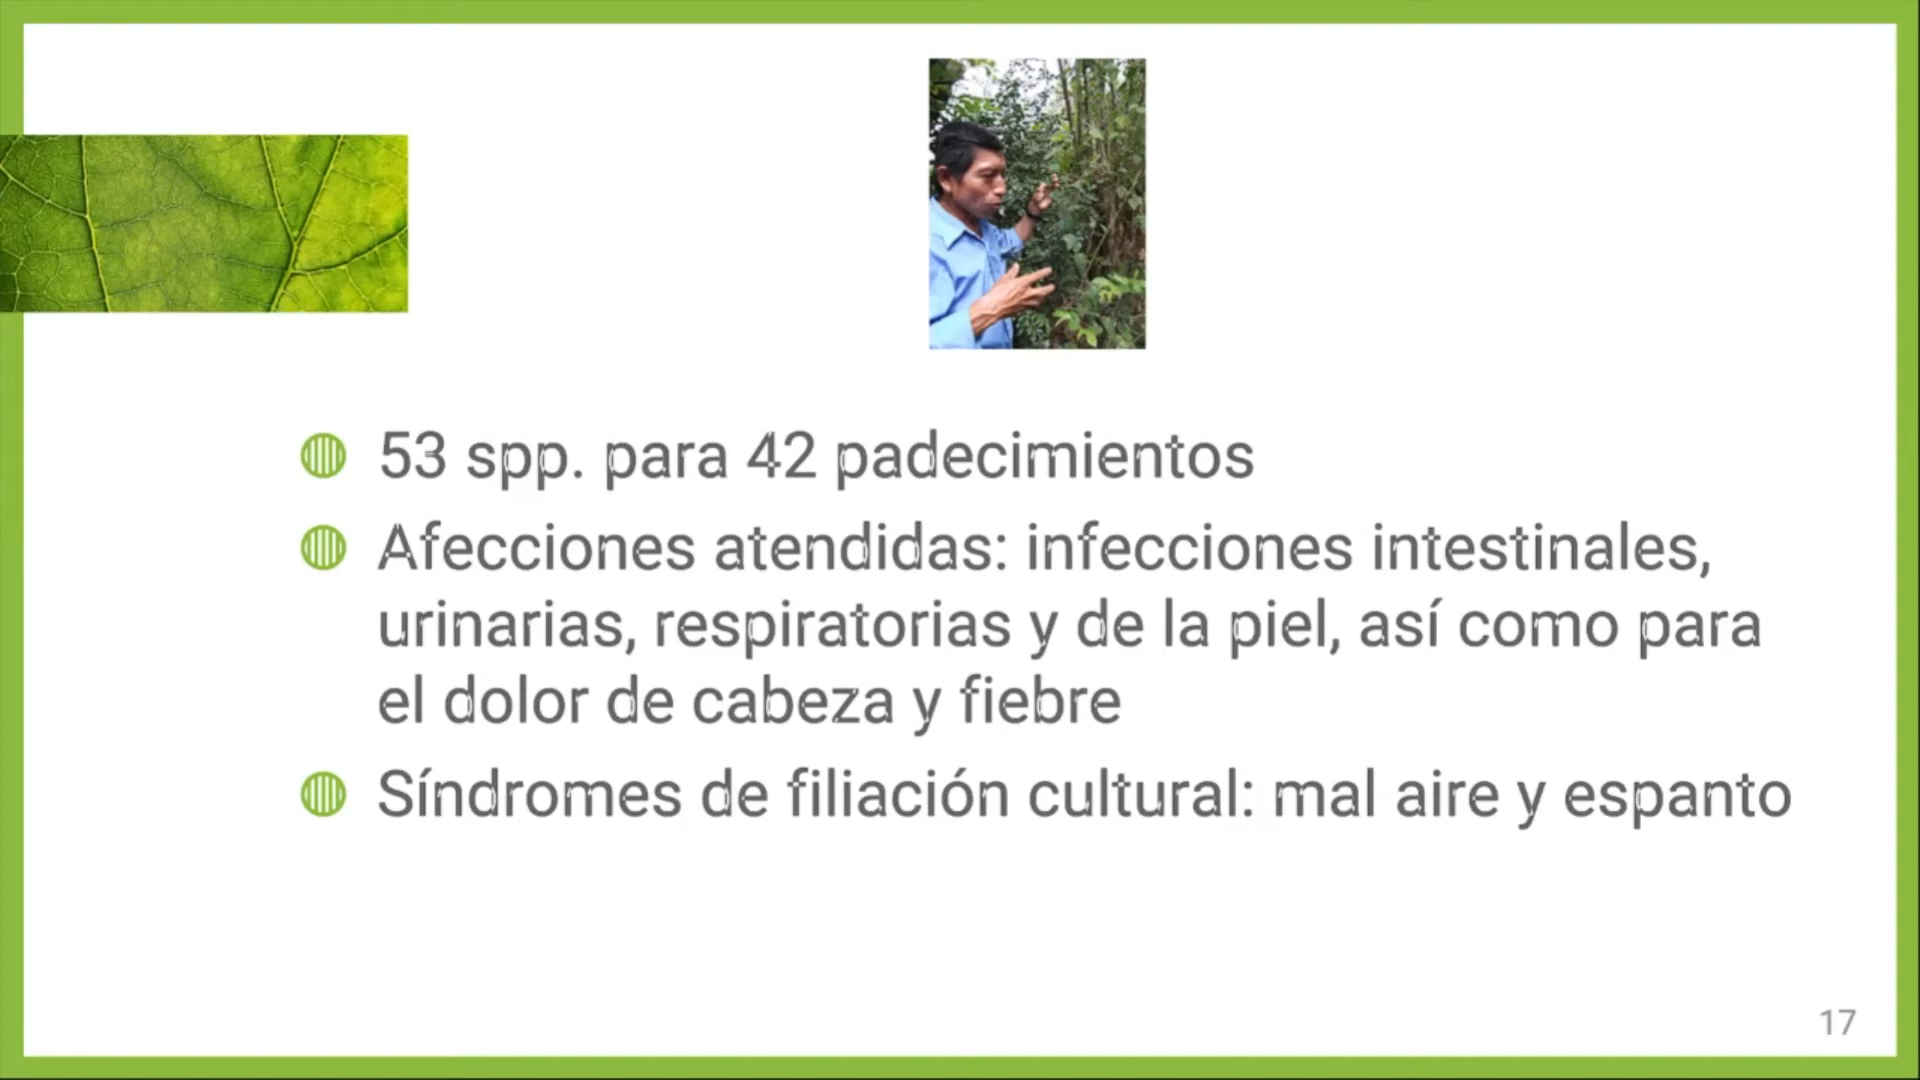 53 spp. para 42 padecimientos
Afecciones atendidas: infecciones intestinales,
urinarias, respiratorias y de la piel, así como para
el dolor de cabeza y fiebre
Síndromes de filiación cultural: mal aire y espanto
17